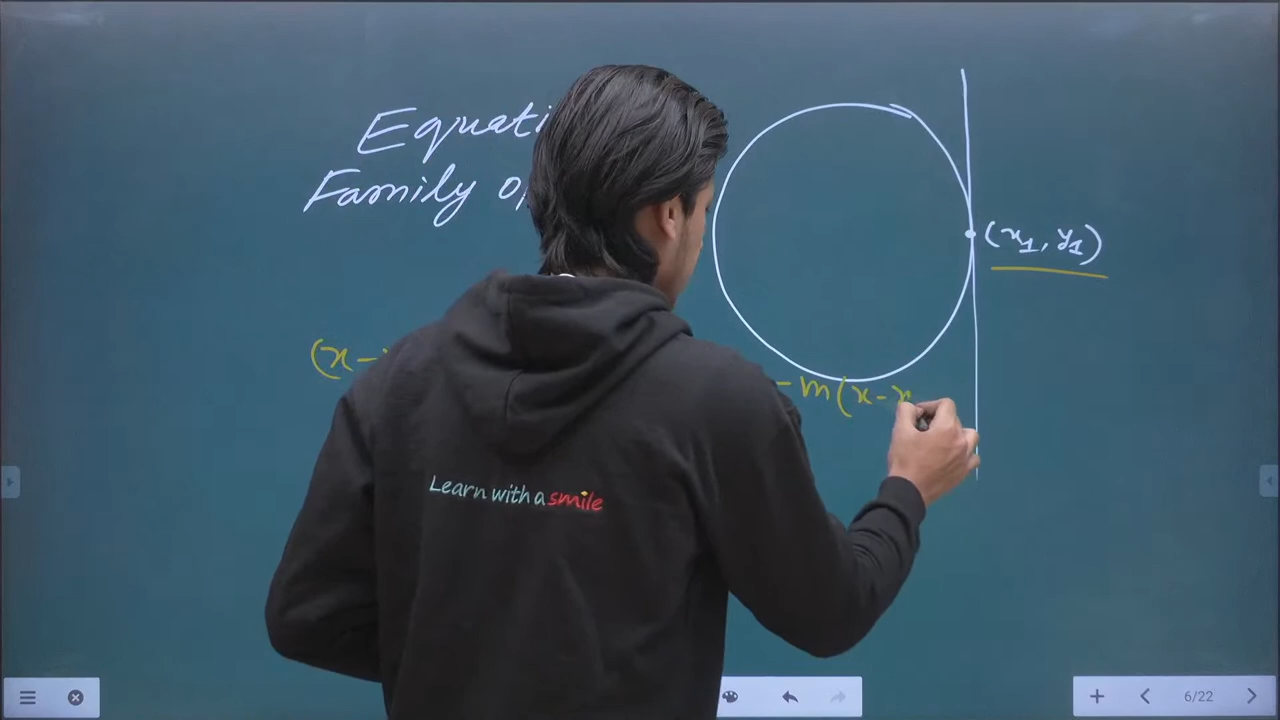 Equati
Family o
(x₁, y₁)
(x-
-m(x-x
Learn with a smile
6/22